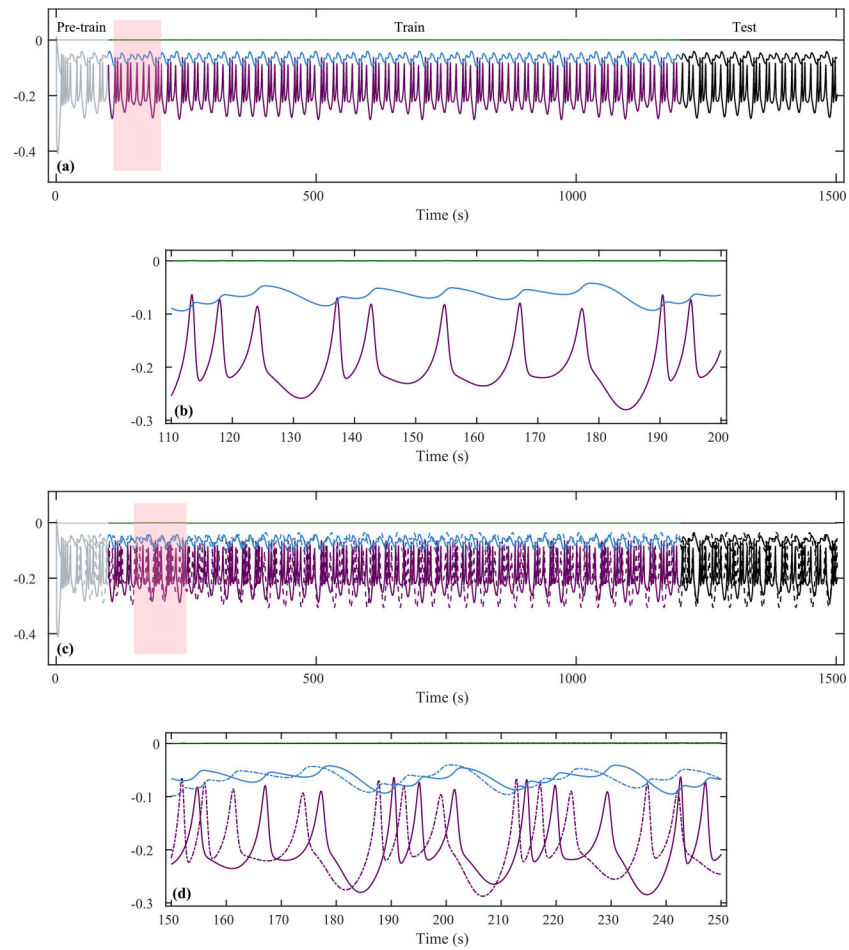 Pre-train Train Test
0
-0.2
-0.4
(a)
0 500 1000 1500
Time (s)
0
-0.1
-0.2
-0.3
(b)
110 120 130 140 150 160 170 180 190 200
Time (s)
0
-0.2
-0.4
(c)
0 500 1000 1500
Time (s)
0
-0.1
-0.2
-0.3
(d)
150 160 170 180 190 200 210 220 230 240 250
Time (s)